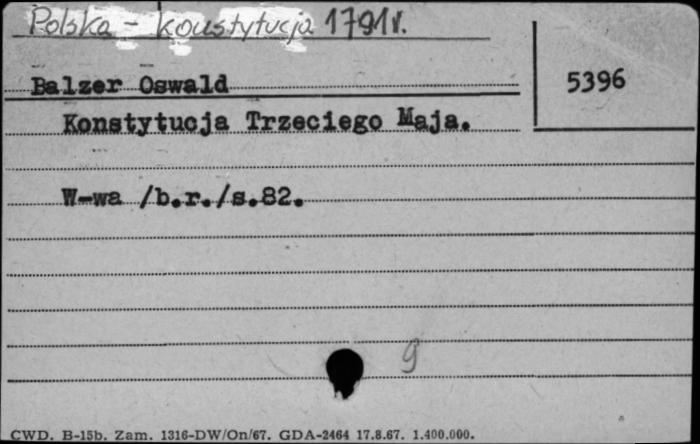 Polska - Konstytucja 1791r.
Balzer Oswald
5396
Konstytucja Trzeciego Maja.
W-wa /b.r./s.82.
9
CWD. B-15b. Zam. 1316-DW/On/67. GDA-2464 17.8.67. 1.400.000.